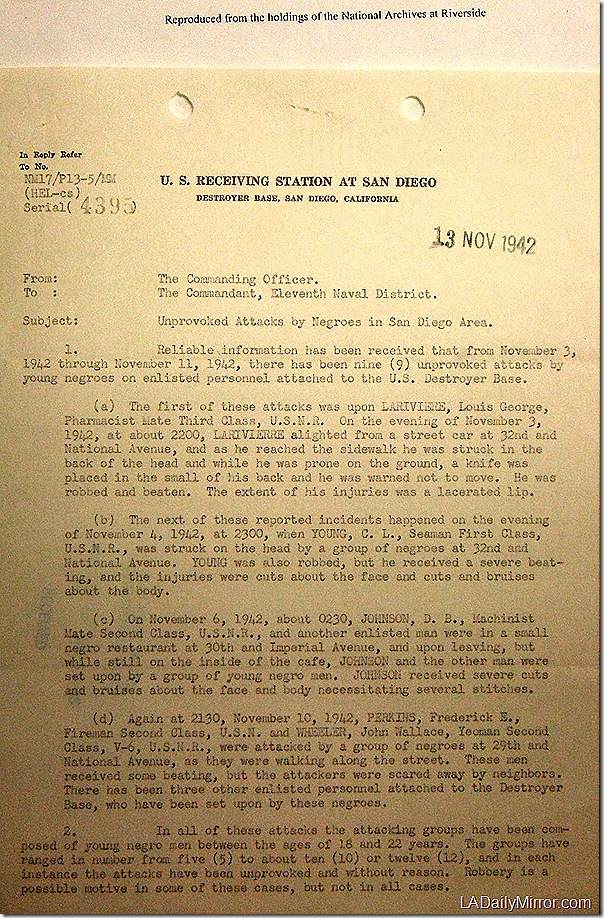 Reproduced from the holdings of the National Archives at Riverside
In Reply Refer
To No.
NM17/P13-5/MM
(HEL-cs)
Serial( 4395)
U. S. RECEIVING STATION AT SAN DIEGO
DESTROYER BASE, SAN DIEGO, CALIFORNIA
13 NOV 1942
From: The Commanding Officer.
To : The Commandant, Eleventh Naval District.
Subject: Unprovoked Attacks by Negroes in San Diego Area.
1. Reliable information has been received that from November 3,
1942 through November 11, 1942, there has been nine (9) unprovoked attacks by
young negroes on enlisted personnel attached to the U.S. Destroyer Base.
(a) The first of these attacks was upon LARIVIERE, Louis George,
Pharmacist Mate Third Class, U.S.N.R. On the evening of November 3,
1942, at about 2200, LARIVIERRE alighted from a street car at 32nd and
National Avenue, and as he reached the sidewalk he was struck in the
back of the head and while he was prone on the ground, a knife was
placed in the small of his back and he was warned not to move. He was
robbed and beaten. The extent of his injuries was a lacerated lip.
(b) The next of these reported incidents happened on the evening
of November 4, 1942, at 2300, when YOUNG, C. L., Seaman First Class,
U.S.N.R., was struck on the head by a group of negroes at 32nd and
National Avenue. YOUNG was also robbed, but he received a severe beat-
ing, and the injuries were cuts about the face and cuts and bruises
about the body.
(c) On November 6, 1942, about 0230, JOHNSON, D. B., Machinist
Mate Second Class, U.S.N.R., and another enlisted man were in a small
negro restaurant at 30th and Imperial Avenue, and upon leaving, but
while still on the inside of the cafe, JOHNSON and the other man were
set upon by a group of young negro men. JOHNSON received severe cuts
and bruises about the face and body necessitating several stitches.
(d) Again at 2130, November 10, 1942, PERKINS, Frederick E.,
Fireman Second Class, U.S.N. and WHEELER, John Wallace, Yeoman Second
Class, V-6, U.S.N.R., were attacked by a group of negroes at 29th and
National Avenue, as they were walking along the street. These men
received some beating, but the attackers were scared away by neighbors.
There has been three other enlisted personnel attached to the Destroyer
Base, who have been set upon by these negroes.
2. In all of these attacks the attacking groups have been com-
posed of young negro men between the ages of 18 and 22 years. The groups have
ranged in number from five (5) to about ten (10) or twelve (12), and in each
instance the attacks have been unprovoked and without reason. Robbery is a
possible motive in some of these cases, but not in all cases.
LADailyMirror.com